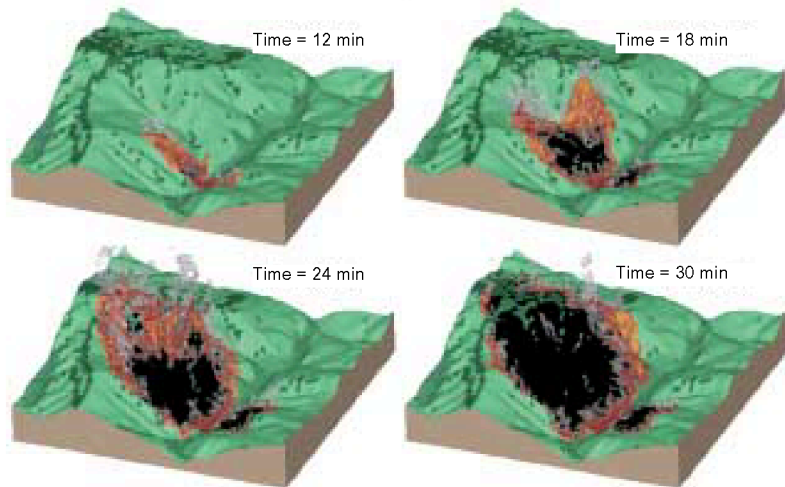 Time = 12 min
Time = 18 min
Time = 24 min
Time = 30 min